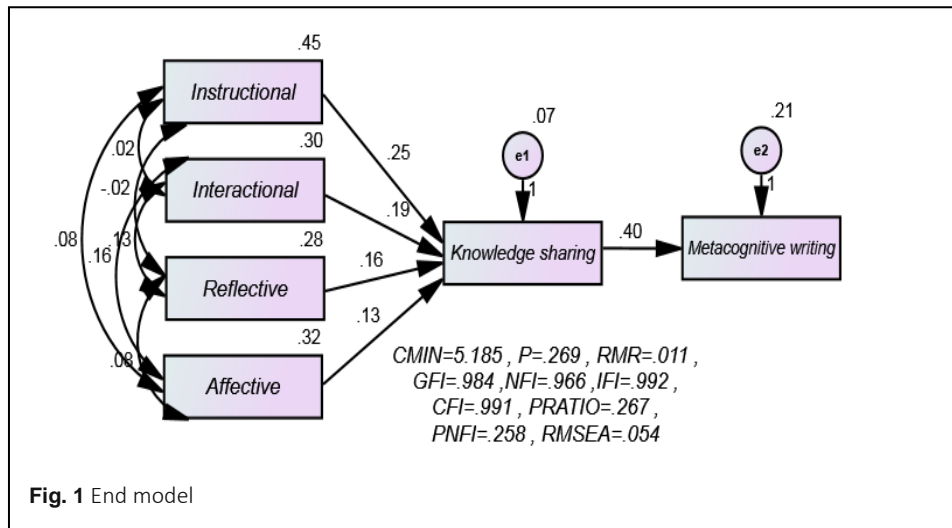 .45
Instructional
.30
Interactional
.28
Reflective
.32
Affective
.02
-.02
.08
.16
.13
.08
.25
.19
.16
.13
.07
e1
1
Knowledge sharing
.40
.21
e2
1
Metacognitive writing
CMIN=5.185 , P=.269 , RMR=.011 ,
GFI=.984 ,NFI=.966 ,IFI=.992 ,
CFI=.991 , PRATIO=.267 ,
PNFI=.258 , RMSEA=.054
Fig. 1 End model